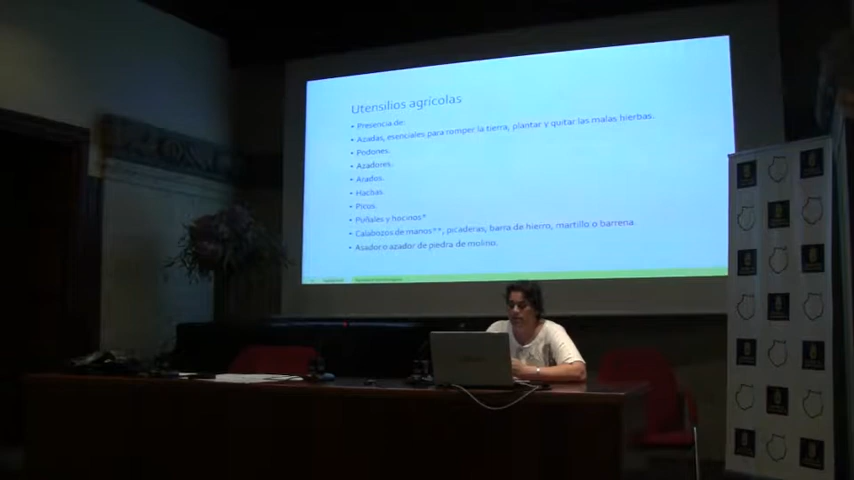 Utensilios agrícolas
• Presencia de:
• Azadas, esenciales para romper la tierra, plantar y quitar las malas hierbas.
• Podones.
• Azadores.
• Arados.
• Hachas.
• Picos.
• Puñales y hocinos*
• Calabozos de manos**, picaderas, barra de hierro, martillo o barrena.
• Asador o azador de piedra de molino.